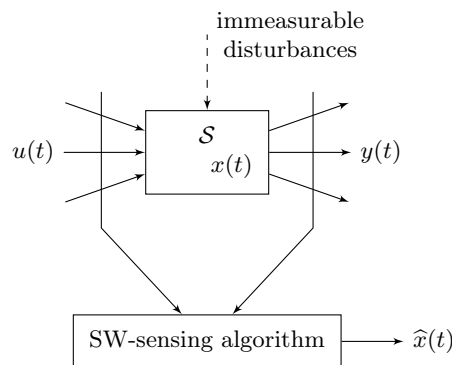 immeasurable
disturbances
𝒮
u(t)
x(t)
y(t)
SW-sensing algorithm
x̂(t)